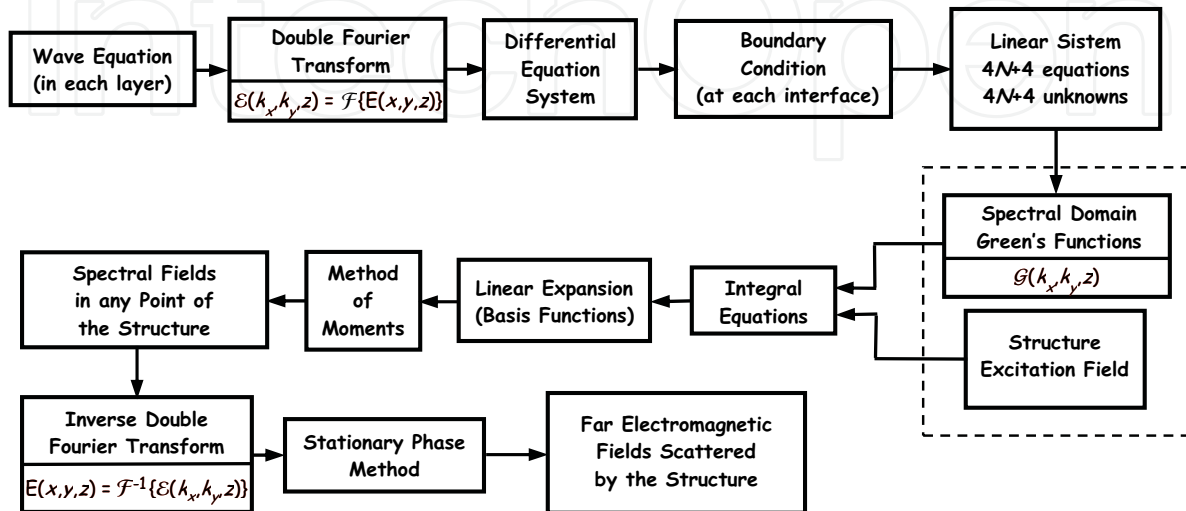 Wave Equation
(in each layer)
Double Fourier
Transform
ℰ(kₓ,k_y,z) = ℱ{E(x,y,z)}
Differential
Equation
System
Boundary
Condition
(at each interface)
Linear Sistem
4N+4 equations
4N+4 unknowns
Spectral Domain
Green's Functions
𝒢(kₓ,k_y,z)
Structure
Excitation Field
Integral
Equations
Linear Expansion
(Basis Functions)
Method
of
Moments
Spectral Fields
in any Point of
the Structure
Inverse Double
Fourier Transform
E(x,y,z) = ℱ⁻¹{ℰ(kₓ,k_y,z)}
Stationary Phase
Method
Far Electromagnetic
Fields Scattered
by the Structure